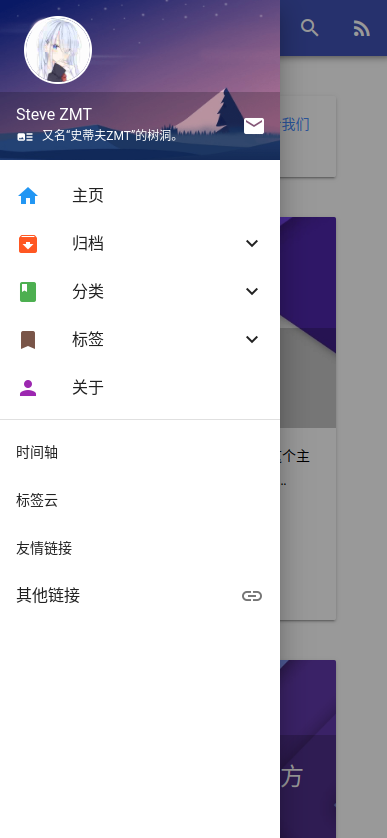 Steve ZMT
又名“史蒂夫ZMT”的树洞。
主页
归档
分类
标签
关于
时间轴
标签云
友情链接
其他链接
我们
个主
..
方